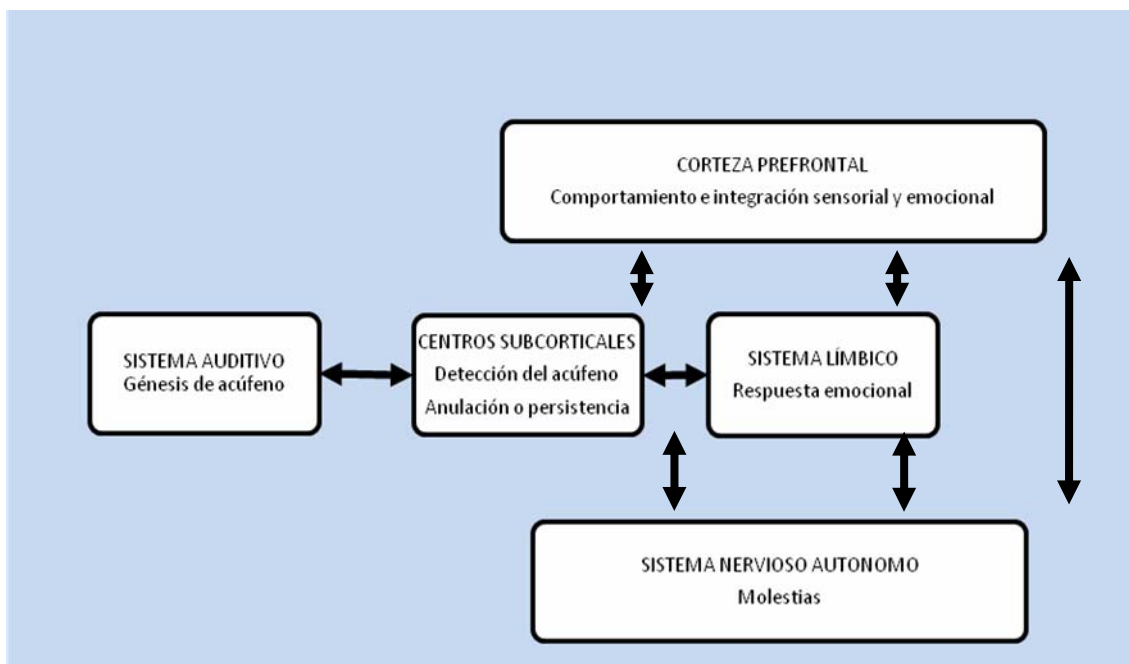 CORTEZA PREFRONTAL
Comportamiento e integración sensorial y emocional
SISTEMA AUDITIVO
Génesis de acúfeno
CENTROS SUBCORTICALES
Detección del acúfeno
Anulación o persistencia
SISTEMA LÍMBICO
Respuesta emocional
SISTEMA NERVIOSO AUTONOMO
Molestias